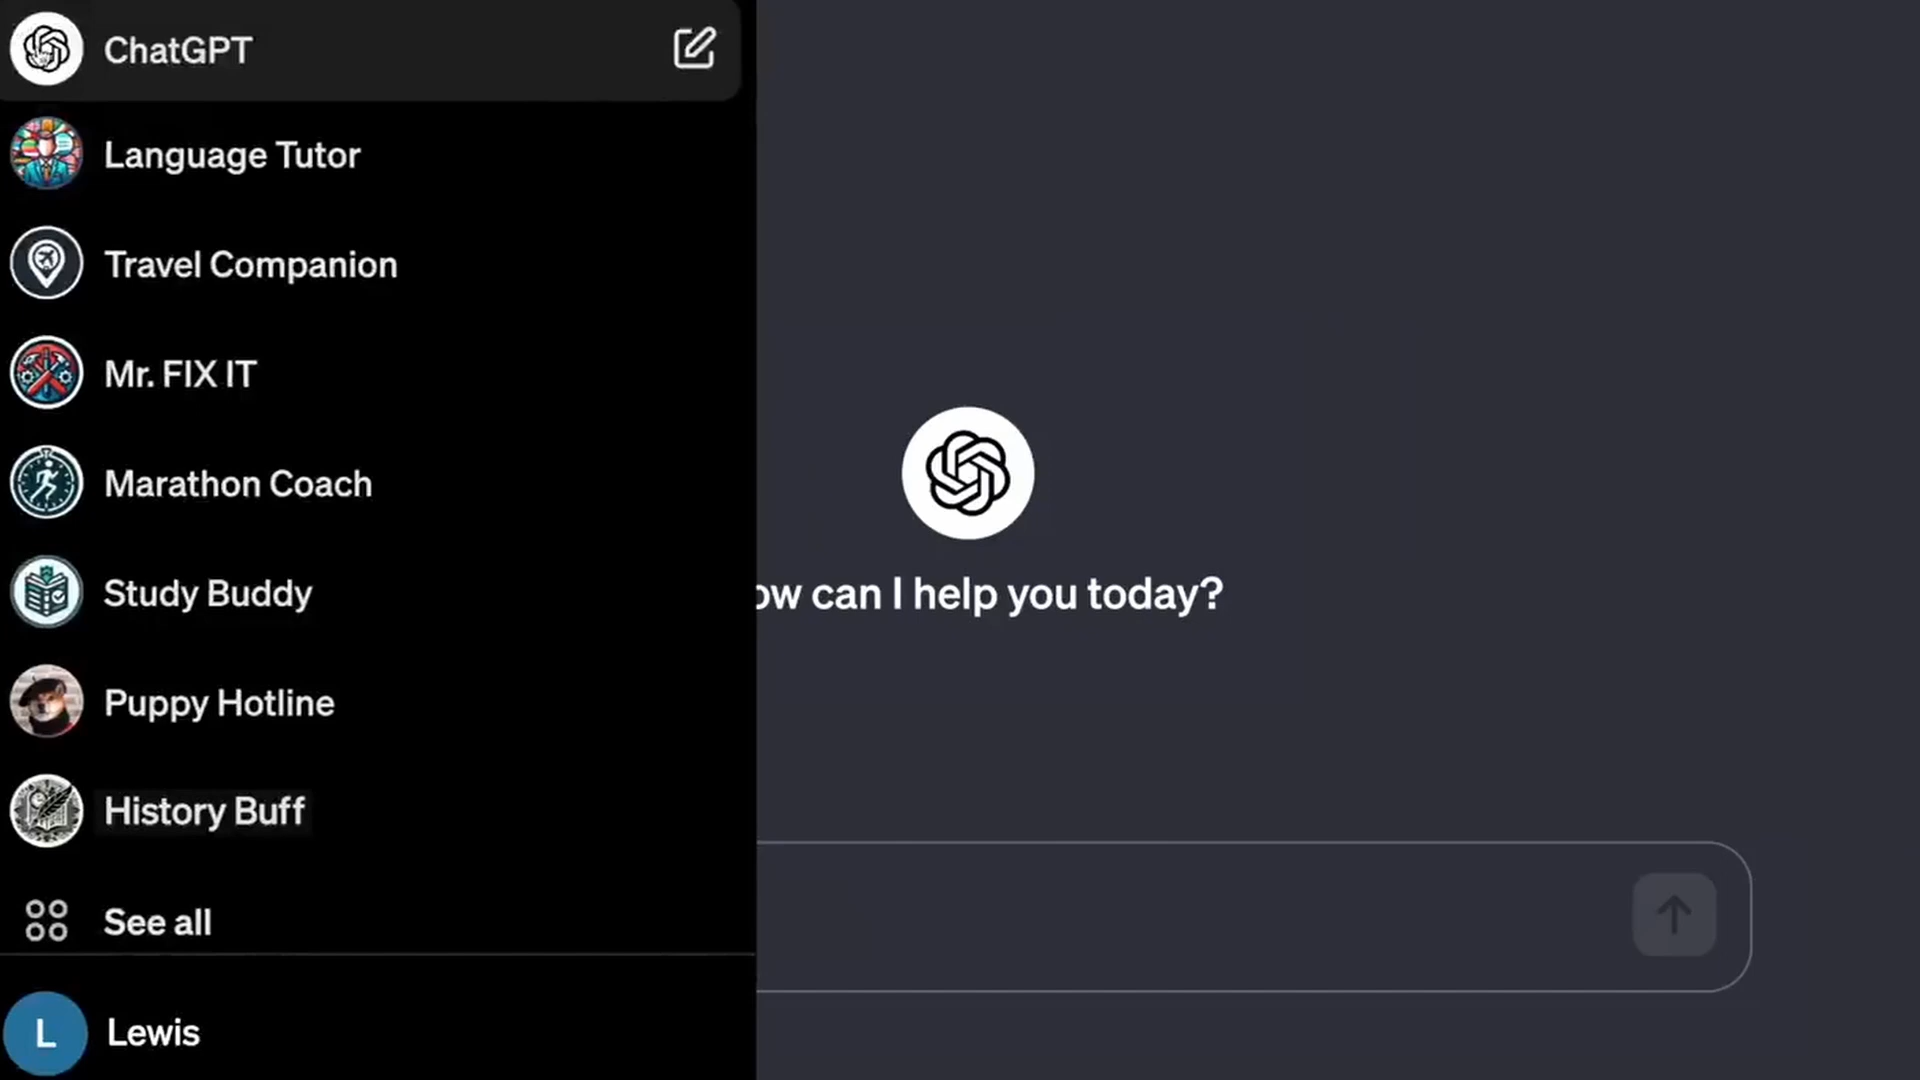 ChatGPT
Language Tutor
Travel Companion
Mr. FIX IT
Marathon Coach
Study Buddy
Puppy Hotline
History Buff
See all
L Lewis
ow can I help you today?